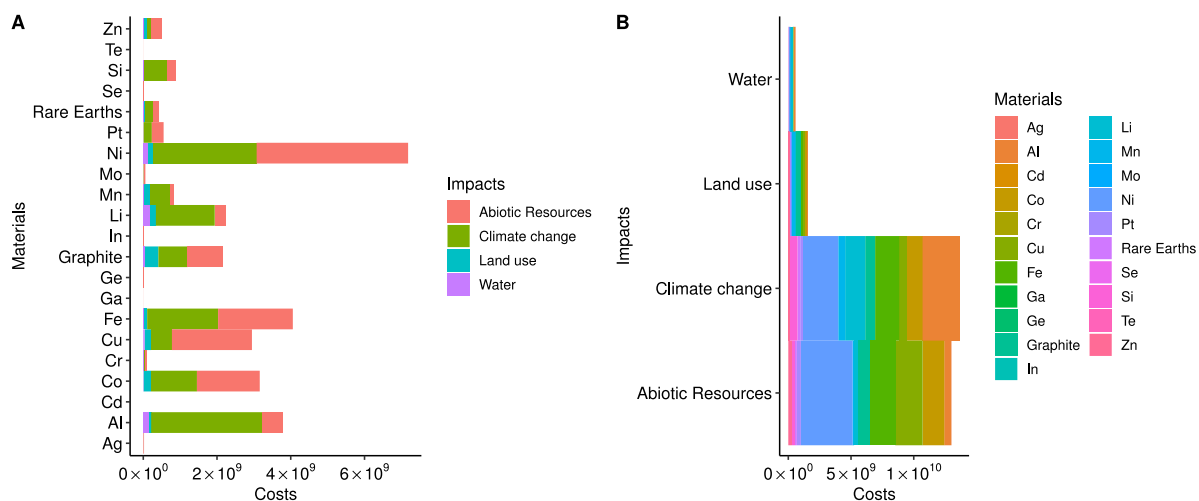 A
Materials
Zn
Te
Si
Se
Rare Earths
Pt
Ni
Mo
Mn
Li
In
Graphite
Ge
Ga
Fe
Cu
Cr
Co
Cd
Al
Ag
0×10⁰ 2×10⁹ 4×10⁹ 6×10⁹
Costs
Impacts
Abiotic Resources
Climate change
Land use
Water
B
Impacts
Water
Land use
Climate change
Abiotic Resources
0×10⁰ 5×10⁹ 1×10¹⁰
Costs
Materials
Ag
Al
Cd
Co
Cr
Cu
Fe
Ga
Ge
Graphite
In
Li
Mn
Mo
Ni
Pt
Rare Earths
Se
Si
Te
Zn